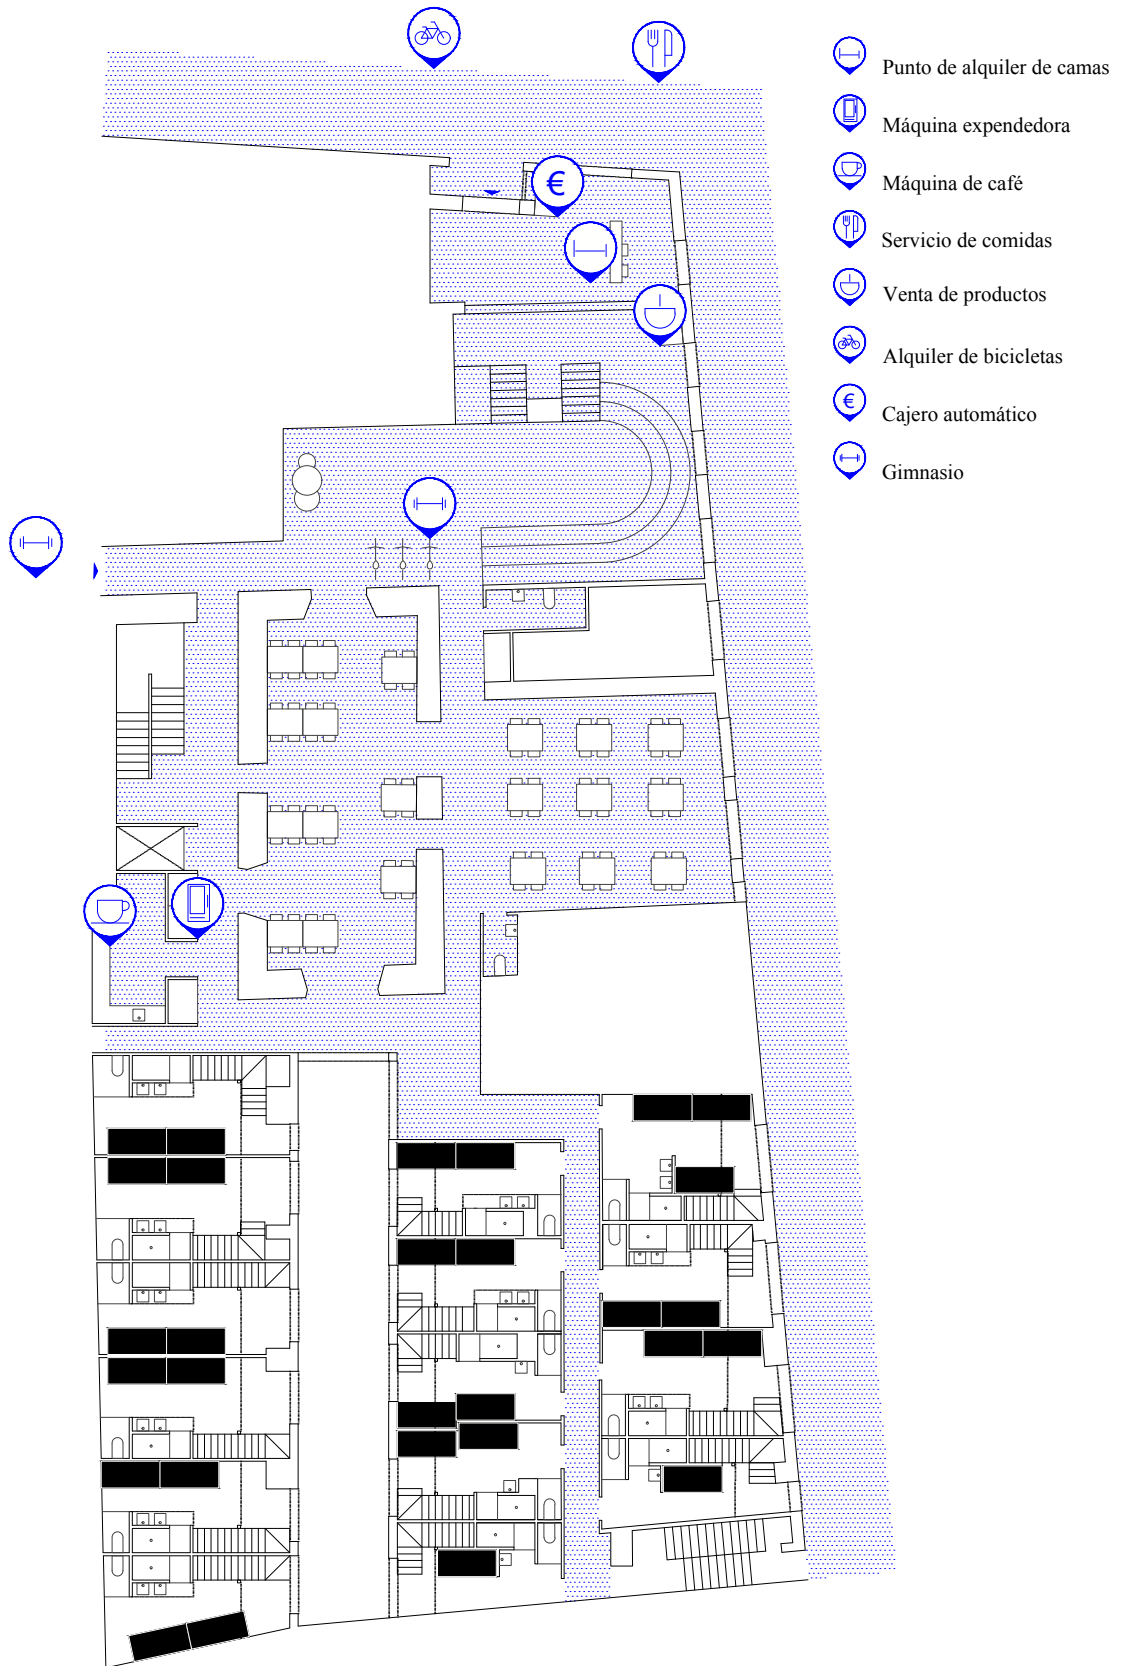 €
Punto de alquiler de camas
Máquina expendedora
Máquina de café
Servicio de comidas
Venta de productos
Alquiler de bicicletas
€ Cajero automático
Gimnasio